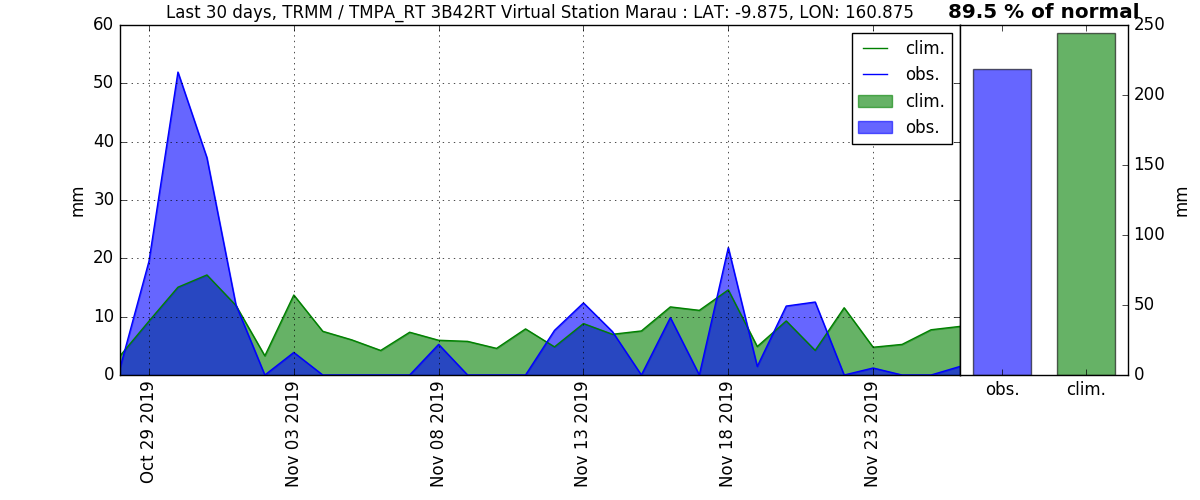 Last 30 days, TRMM / TMPA_RT 3B42RT Virtual Station Marau : LAT: -9.875, LON: 160.875
89.5 % of normal
60
50
40
30
20
10
0
mm
clim.
obs.
clim.
obs.
Oct 29 2019
Nov 03 2019
Nov 08 2019
Nov 13 2019
Nov 18 2019
Nov 23 2019
250
200
150
100
50
0
mm
obs.
clim.